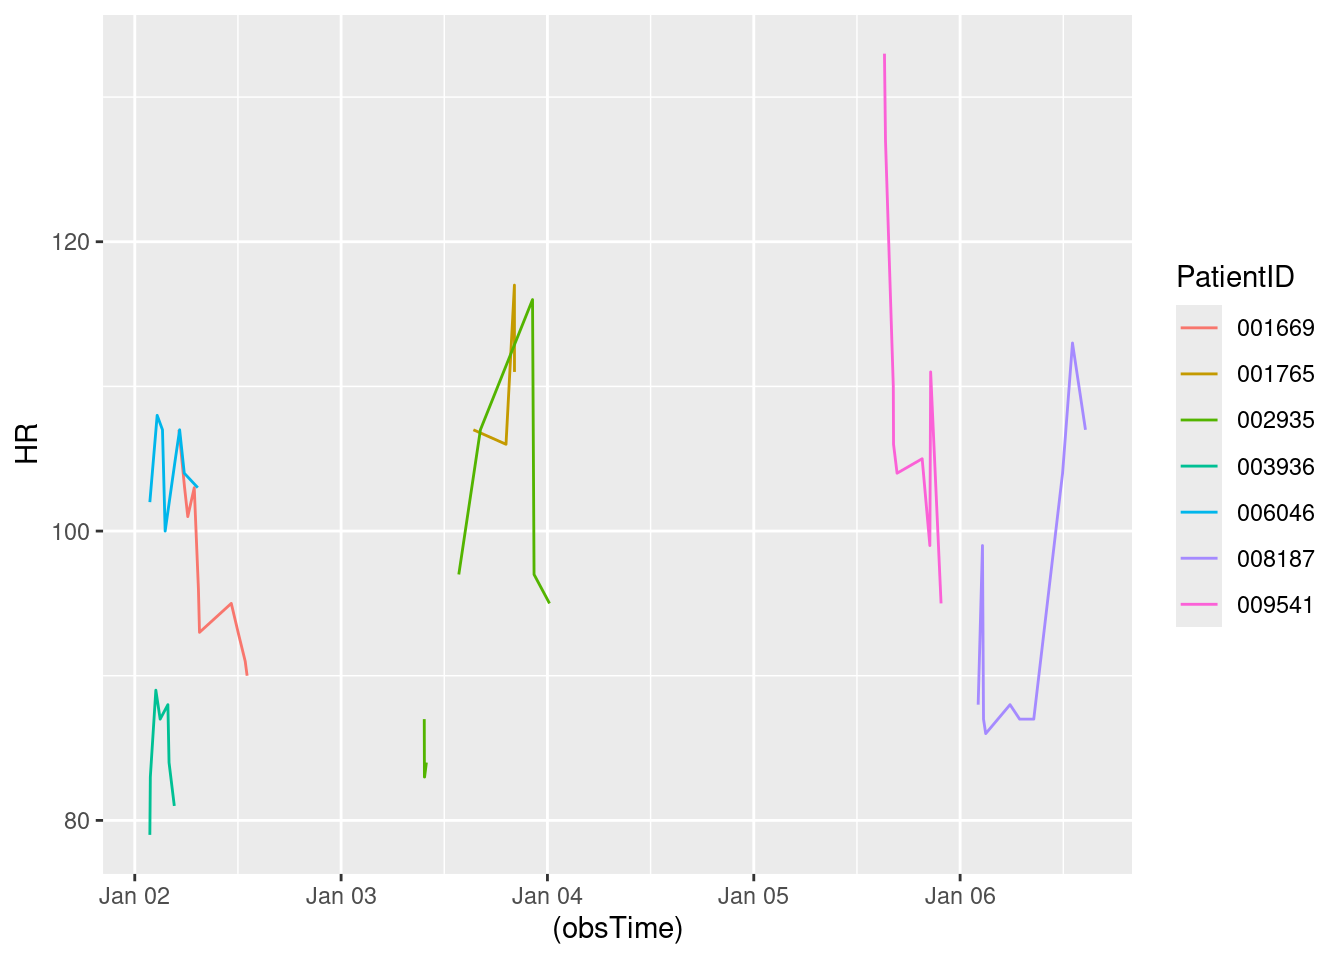 HR
120
100
80
Jan 02
Jan 03
Jan 04
Jan 05
Jan 06
(obsTime)
PatientID
001669
001765
002935
003936
006046
008187
009541